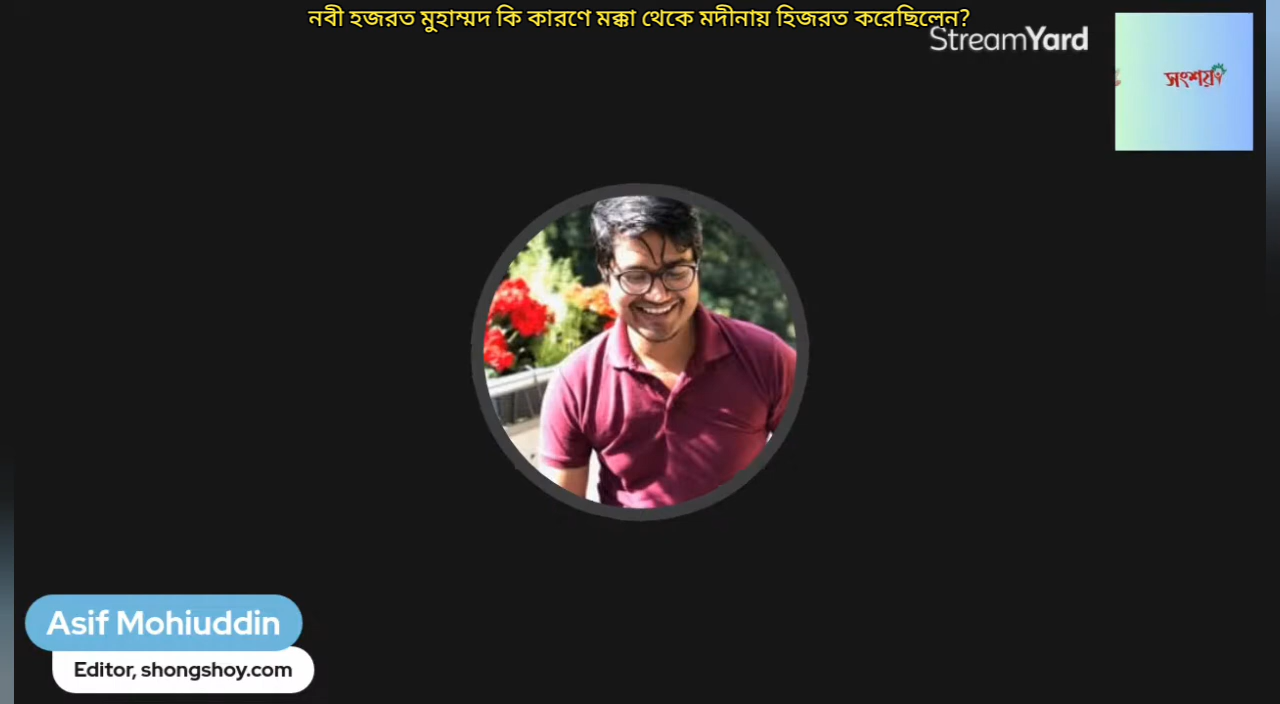 নবী হজরত মুহাম্মদ কি কারণে মক্কা থেকে মদীনায় হিজরত করেছিলেন?
StreamYard
সংশয়
Asif Mohiuddin
Editor, shongshoy.com